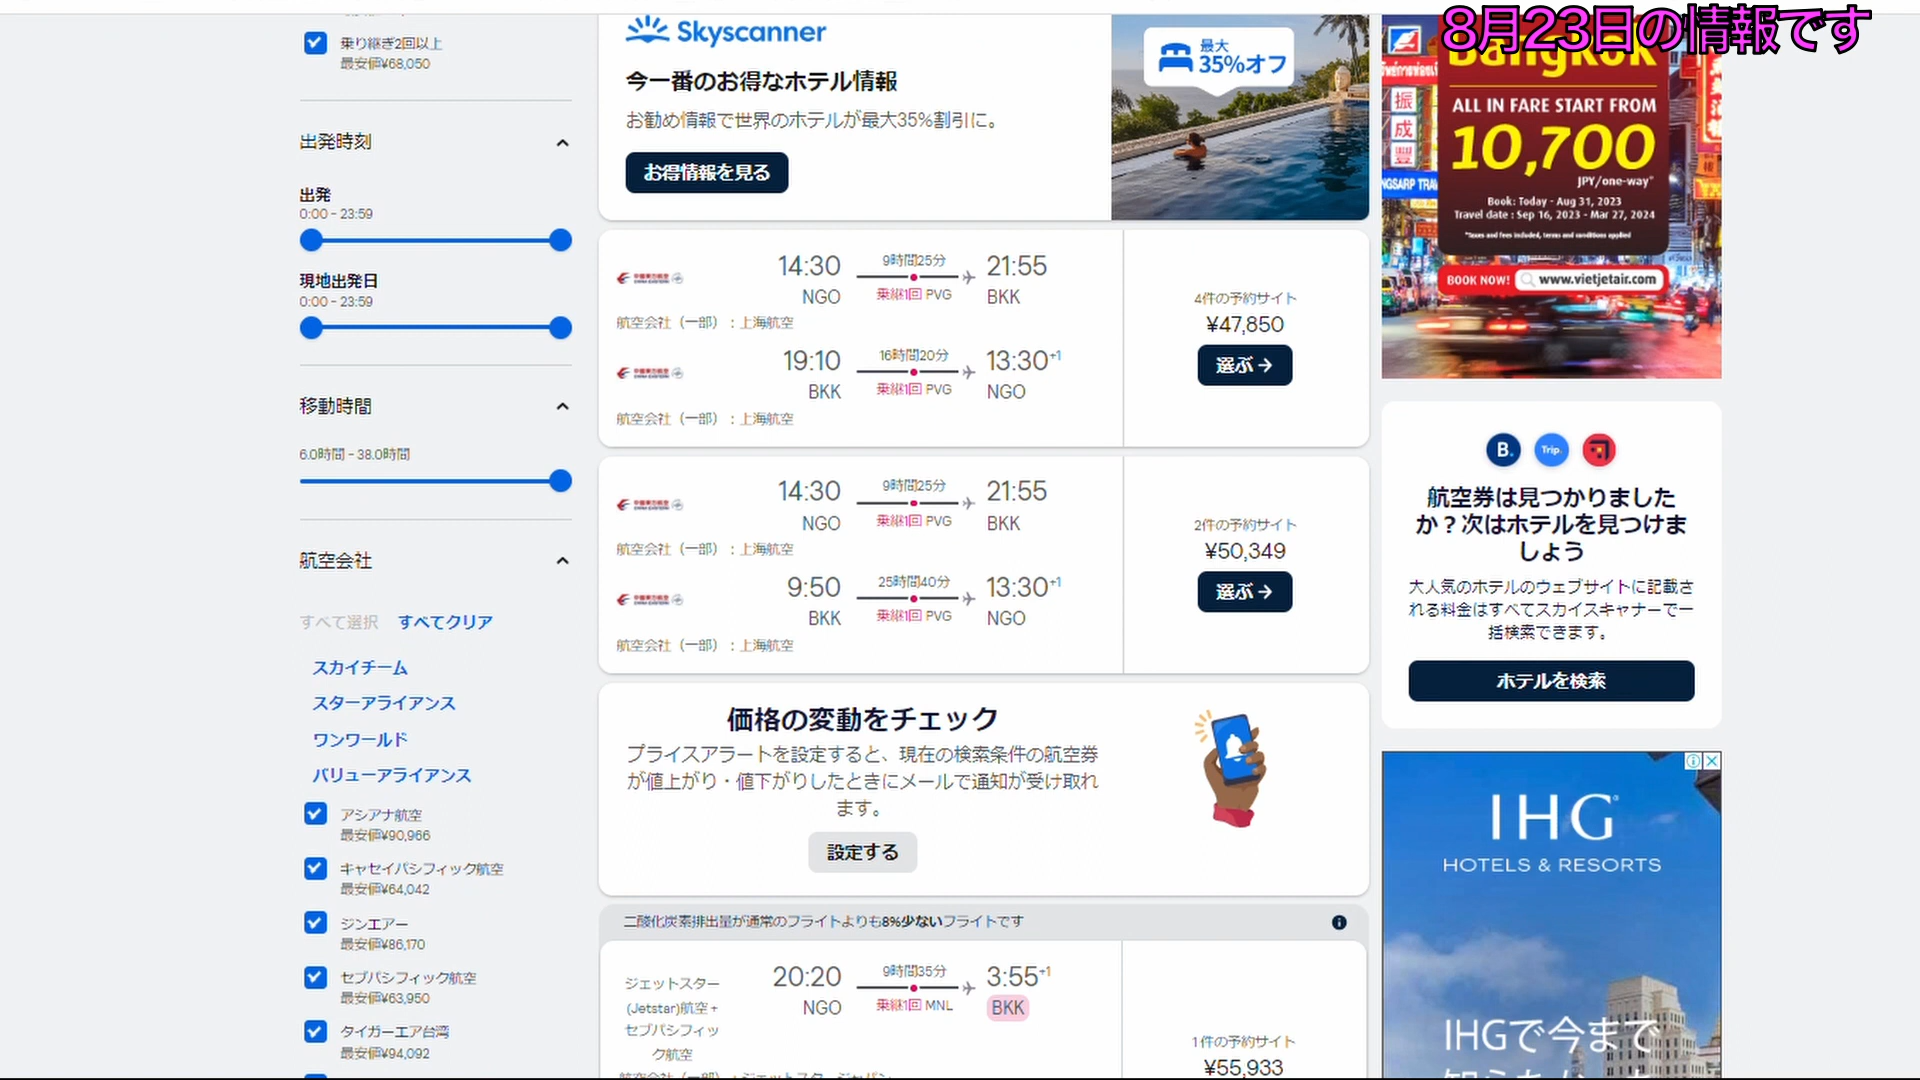 8月23日の情報です
乗り継ぎ2回以上
最安値¥68,050
出発時刻
出発
0:00 - 23:59
現地出発日
0:00 - 23:59
移動時間
6.0時間 - 38.0時間
航空会社
すべて選択 すべてクリア
スカイチーム
スターアライアンス
ワンワールド
バリューアライアンス
アシアナ航空
最安値¥90,966
キャセイパシフィック航空
最安値¥64,042
ジンエアー
最安値¥86,170
セブパシフィック航空
最安値¥63,950
タイガーエア台湾
最安値¥94,092
Skyscanner
今一番のお得なホテル情報
お勧め情報で世界のホテルが最大35%割引に。
お得情報を見る
最大
35%オフ
14:30 9時間25分 21:55
NGO 乗継1回 PVG BKK
航空会社（一部）：上海航空
19:10 16時間20分 13:30+1
BKK 乗継1回 PVG NGO
航空会社（一部）：上海航空
4件の予約サイト
¥47,850
選ぶ→
14:30 9時間25分 21:55
NGO 乗継1回 PVG BKK
航空会社（一部）：上海航空
9:50 25時間40分 13:30+1
BKK 乗継1回 PVG NGO
航空会社（一部）：上海航空
2件の予約サイト
¥50,349
選ぶ→
価格の変動をチェック
プライスアラートを設定すると、現在の検索条件の航空券
が値上がり・値下がりしたときにメールで通知が受け取れ
ます。
設定する
二酸化炭素排出量が通常のフライトよりも8%少ないフライトです
ジェットスター
(Jetstar)航空 +
セブパシフィッ
ク航空
20:20 9時間35分 3:55+1
NGO 乗継1回 MNL BKK
1件の予約サイト
¥55,933
Bangkok
ALL IN FARE START FROM
10,700
JPY/one-way*
Book: Today - Aug 31, 2023
Travel date : Sep 16, 2023 - Mar 27, 2024
*Taxes and fees included, terms and conditions applied
BOOK NOW! www.vietjetair.com
振
成
豐
B. Trip.
航空券は見つかりました
か？次はホテルを見つけま
しょう
大人気のホテルのウェブサイトに記載さ
れる料金はすべてスカイスキャナーで一
括検索できます。
ホテルを検索
IHG
HOTELS & RESORTS
IHGで今まで